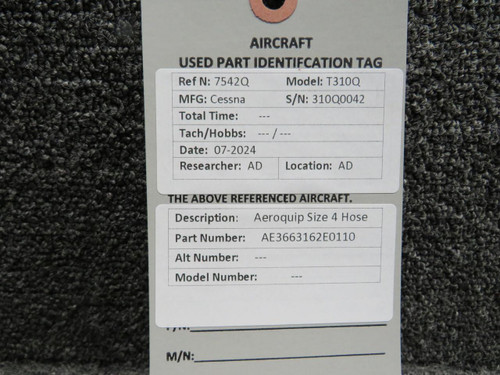 AIRCRAFT
USED PART IDENTIFCATION TAG
Ref N: 7542Q Model: T310Q
MFG: Cessna S/N: 310Q0042
Total Time: ---
Tach/Hobbs: --- / ---
Date: 07-2024
Researcher: AD Location: AD
THE ABOVE REFERENCED AIRCRAFT.
Description: Aeroquip Size 4 Hose
Part Number: AE3663162E0110
Alt Number: ---
Model Number: ---
M/N: